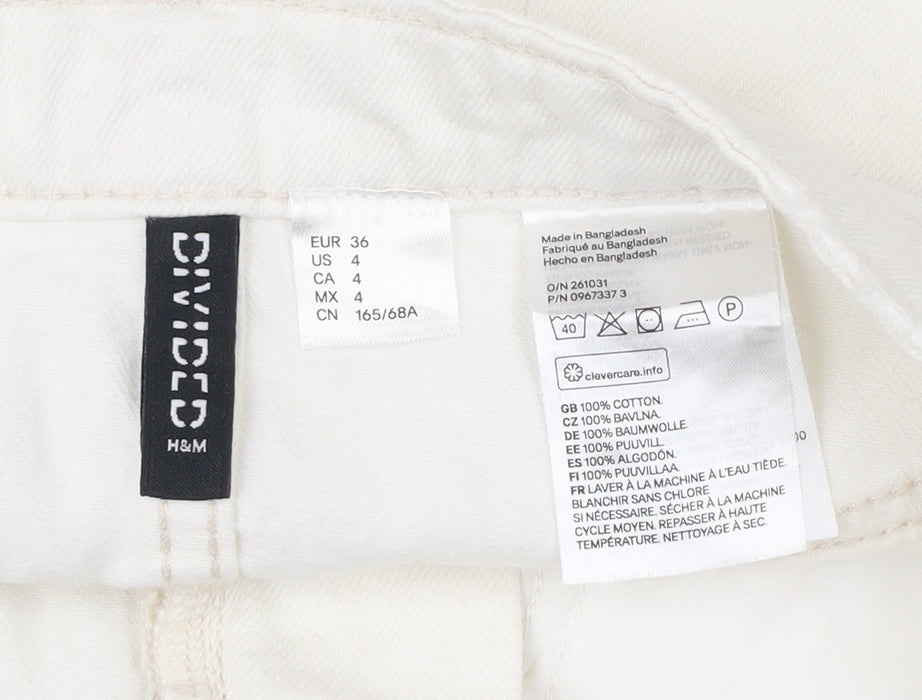 DIVIDED
H&M
EUR 36
US 4
CA 4
MX 4
CN 165/68A
Made in Bangladesh
Fabriqué au Bangladesh
Hecho en Bangladesh
O/N 261031
P/N 0967337 3
40
P
clevercare.info
GB 100% COTTON.
CZ 100% BAVLNA.
DE 100% BAUMWOLLE.
EE 100% PUUVILL.
ES 100% ALGODÓN.
FI 100% PUUVILLAA.
FR LAVER À LA MACHINE À L'EAU TIÈDE.
BLANCHIR SANS CHLORE
SI NÉCESSAIRE. SÉCHER À LA MACHINE
CYCLE MOYEN. REPASSER À HAUTE
TEMPÉRATURE. NETTOYAGE À SEC.